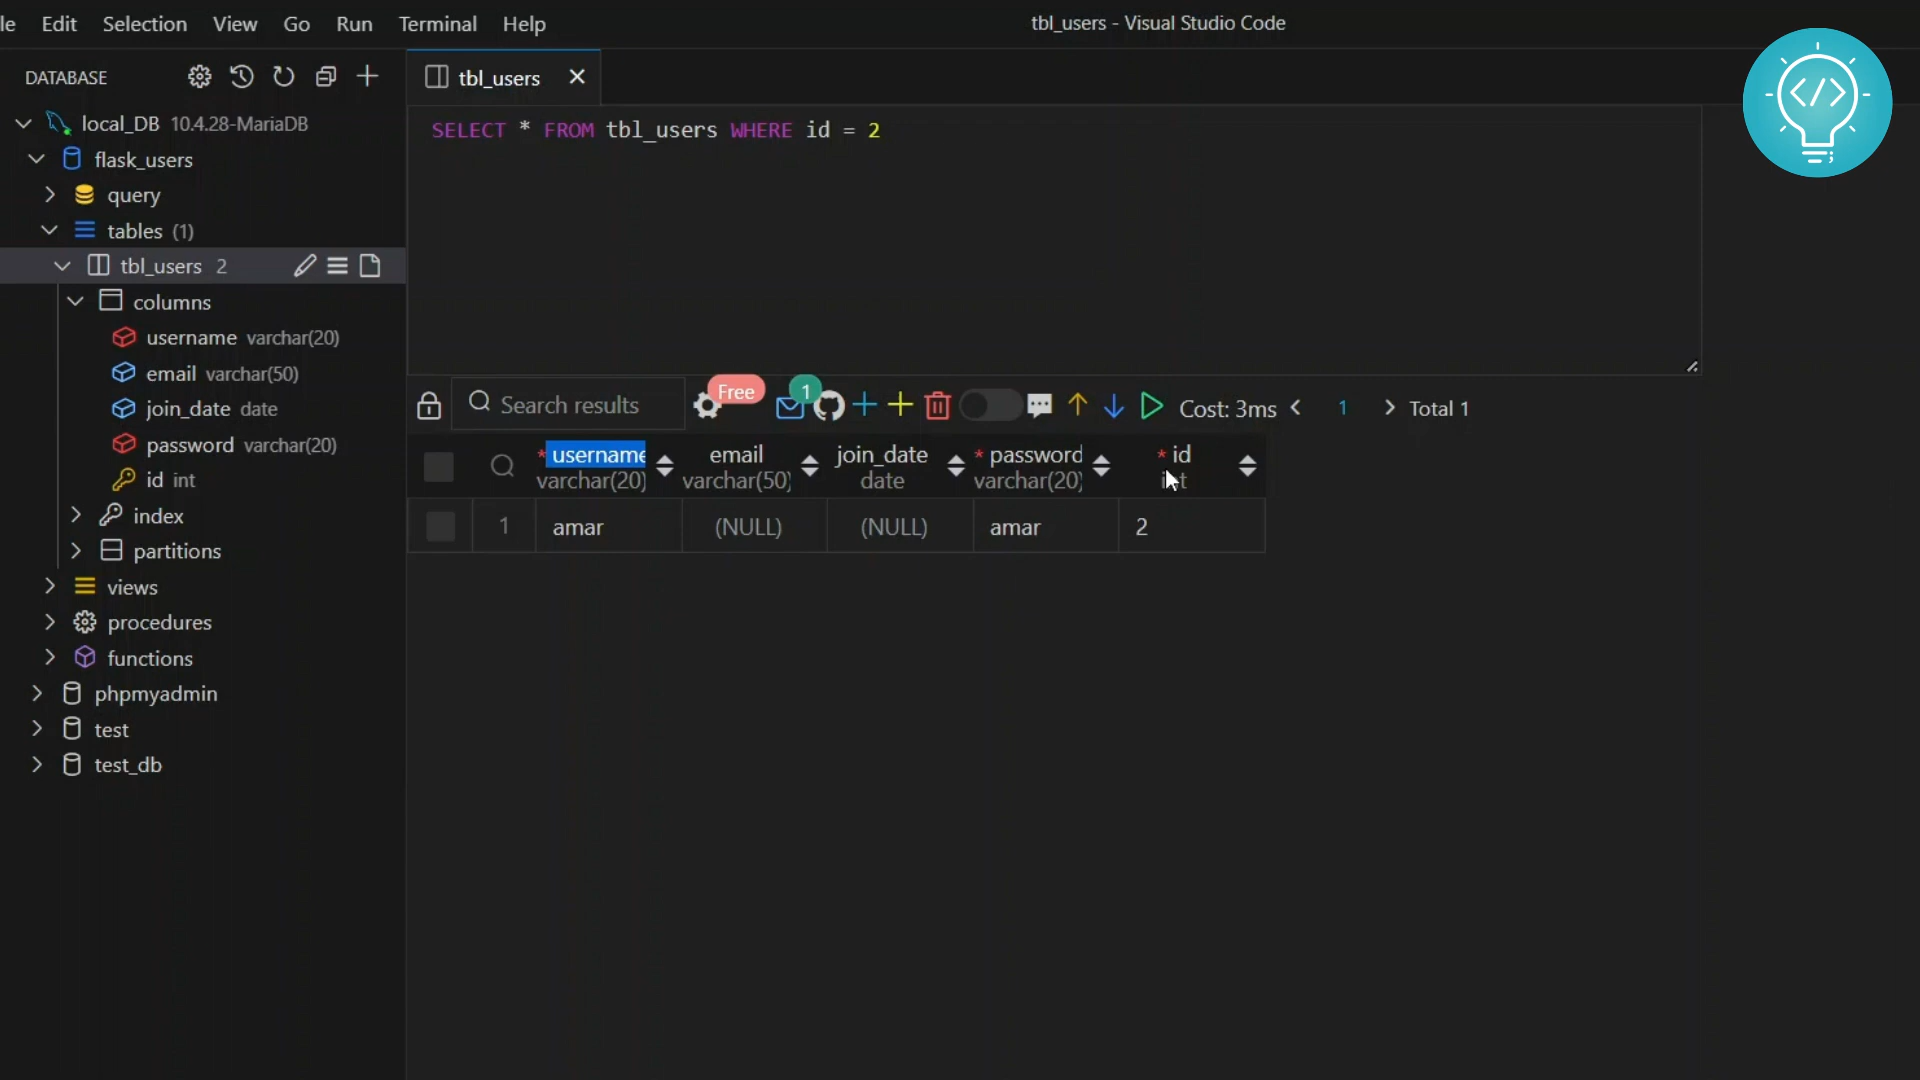 le Edit Selection View Go Run Terminal Help
tbl_users - Visual Studio Code
DATABASE
local_DB 10.4.28-MariaDB
flask_users
query
tables (1)
tbl_users 2
columns
username varchar(20)
email varchar(50)
join_date date
password varchar(20)
id int
index
partitions
views
procedures
functions
phpmyadmin
test
test_db
tbl_users
SELECT * FROM tbl_users WHERE id = 2
Search results Free 1 Cost: 3ms 1 Total 1
* username email join_date * password * id
varchar(20) varchar(50) date varchar(20) int
1 amar (NULL) (NULL) amar 2